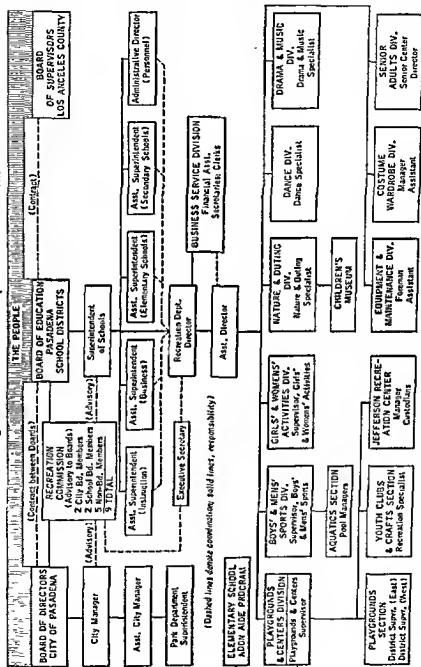 THE PEOPLE
BOARD OF DIRECTORS
CITY OF PASADENA
(Contract between Boards)
BOARD OF EDUCATION
PASADENA
SCHOOL DISTRICTS
(Contract)
BOARD
OF SUPERVISORS
LOS ANGELES COUNTY
RECREATION
COMMISSION
(Advisory to Boards)
2 City Bd. Members
2 School Bd. Members
5 Non-Bd. Members
9 TOTAL
(Advisory)
(Advisory)
City Manager
Superintendent
of Schools
Asst. City Manager
Asst. Superintendent
(Instruction)
Asst. Superintendent
(Business)
Asst. Superintendent
(Elementary Schools)
Asst. Superintendent
(Secondary Schools)
Administrative Director
(Personnel)
Park Department
Superintendent
Executive Secretary
Recreation Dept.
Director
BUSINESS SERVICE DIVISION
Financial Asst.
Secretaries: Clerks
(Dashed lines denote coordination; solid lines, responsibility)
Asst. Director
ELEMENTARY SCHOOL
NOON AIDE PROGRAM
PLAYGROUNDS
& CENTERS DIVISION
Playgrounds & Centers
Supervisor
BOYS' & MENS'
SPORTS DIV.
Supervisor, Boys'
& Mens' Sports
GIRLS' & WOMENS'
ACTIVITIES DIV.
Supervisor, Girls'
& Womens' Activities
NATURE & OUTING
DIV.
Nature & Outing
Specialist
DANCE DIV.
Dance Specialist
DRAMA & MUSIC
DIV.
Drama & Music
Specialist
AQUATICS SECTION
Pool Managers
CHILDREN'S
MUSEUM
PLAYGROUNDS
SECTION
District Superv. (East)
District Superv. (West)
YOUTH CLUBS
& CRAFTS SECTION
Recreation Specialist
JEFFERSON RECRE-
ATION CENTER
Manager
Custodians
EQUIPMENT &
MAINTENANCE DIV.
Foreman
Assistant
COSTUME
WARDROBE DIV.
Manager
Assistant
SENIOR
ADULTS DIV.
Senior Center
Director